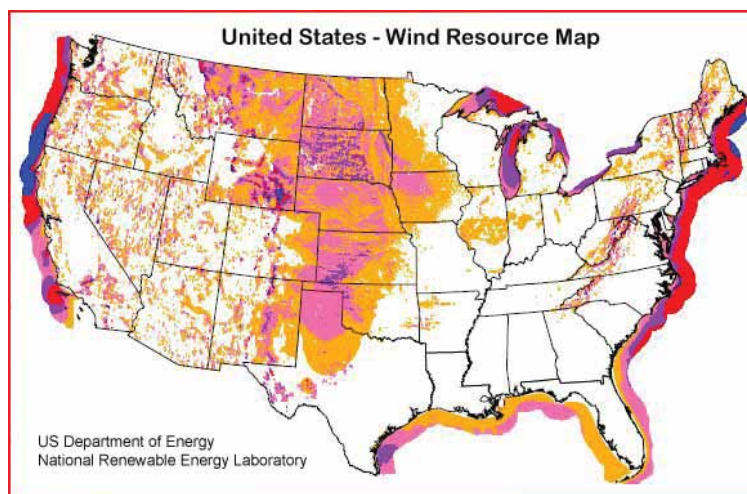 United States - Wind Resource Map
US Department of Energy
National Renewable Energy Laboratory